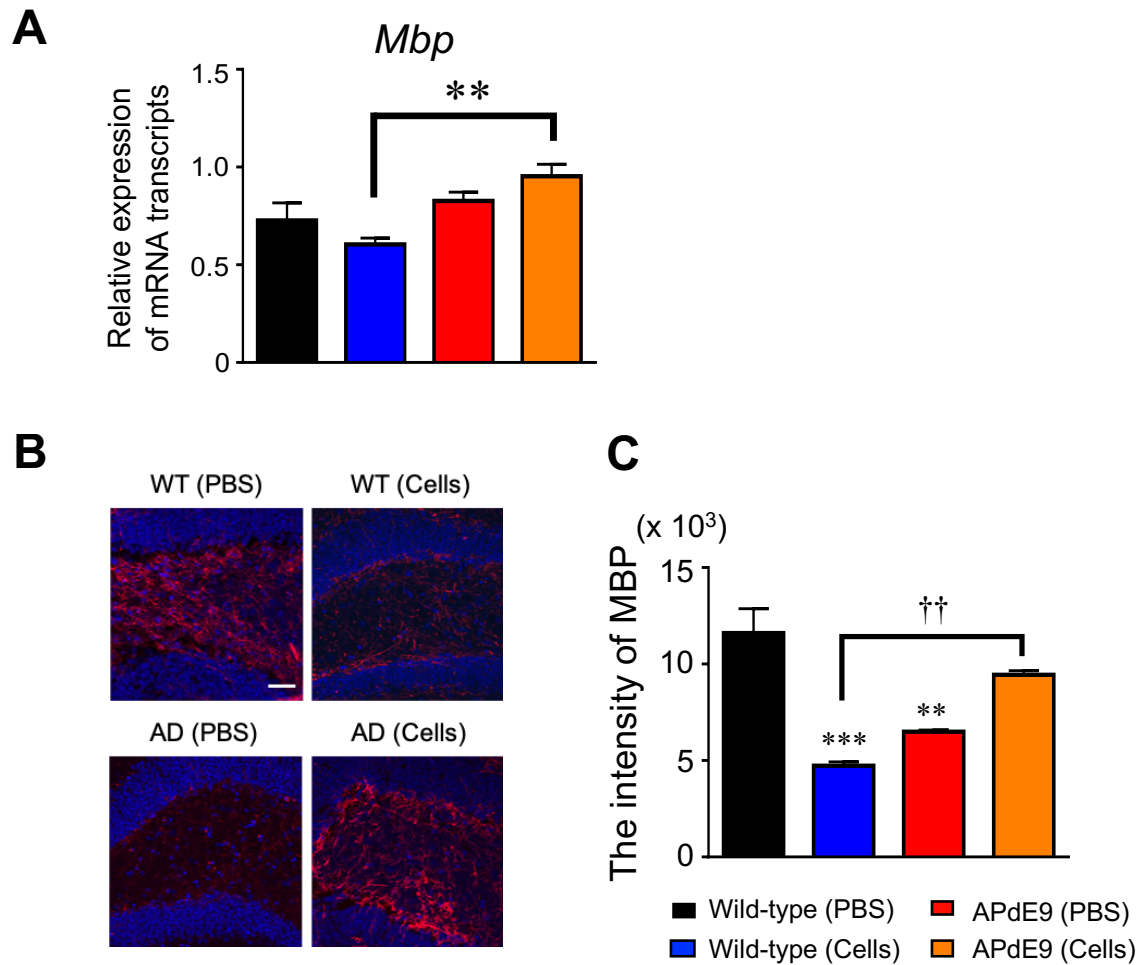 A
Mbp
Relative expression
of mRNA transcripts
1.5
1.0
0.5
0
**
B
WT (PBS)
WT (Cells)
AD (PBS)
AD (Cells)
C
(x 10³)
The intensity of MBP
15
10
5
0
***
**
††
Wild-type (PBS)
APdE9 (PBS)
Wild-type (Cells)
APdE9 (Cells)